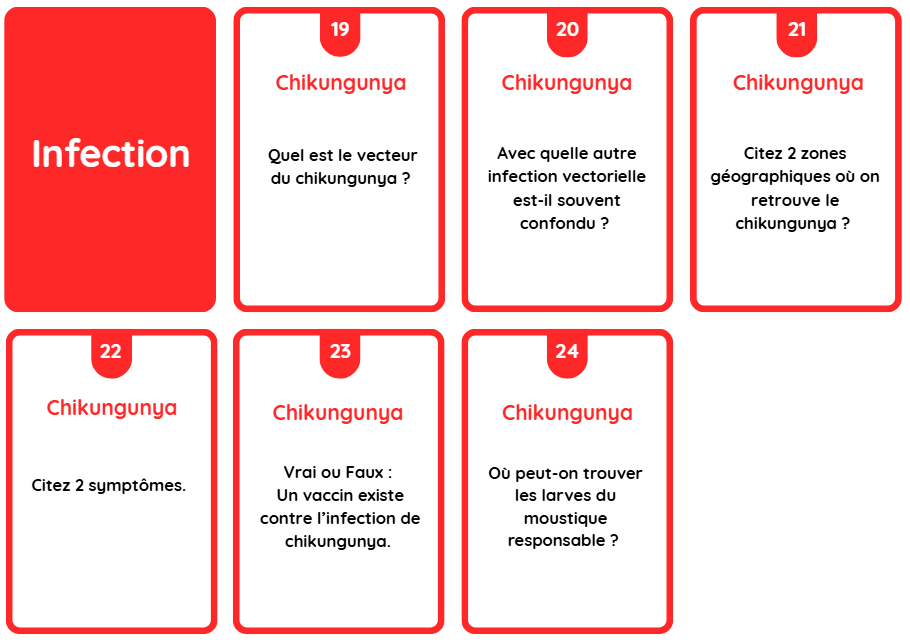 Infection
19
Chikungunya
Quel est le vecteur
du chikungunya ?
20
Chikungunya
Avec quelle autre
infection vectorielle
est-il souvent
confondu ?
21
Chikungunya
Citez 2 zones
géographiques où on
retrouve le
chikungunya ?
22
Chikungunya
Citez 2 symptômes.
23
Chikungunya
Vrai ou Faux :
Un vaccin existe
contre l’infection de
chikungunya.
24
Chikungunya
Où peut-on trouver
les larves du
moustique
responsable ?